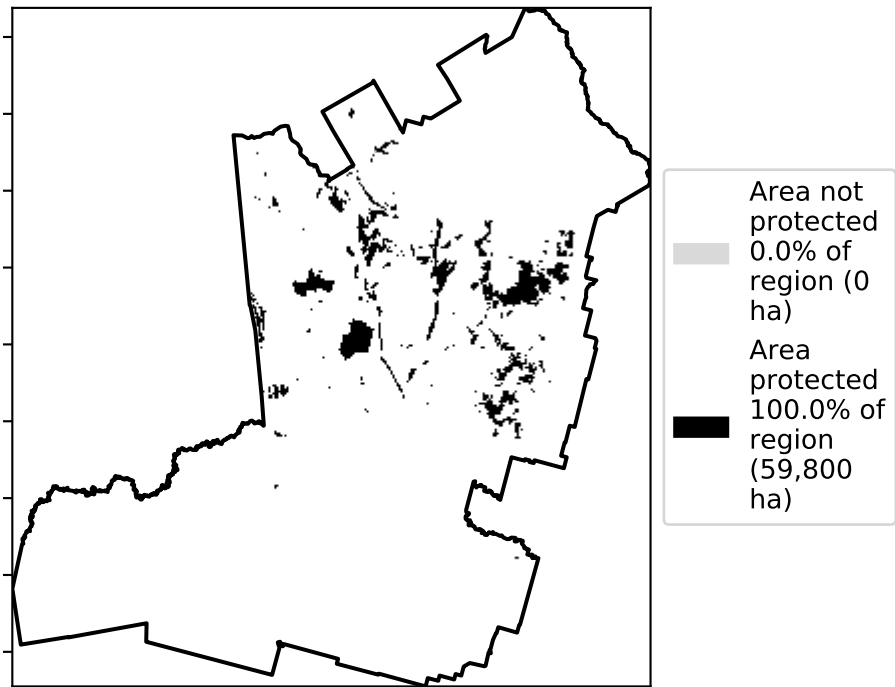 Area not
protected
0.0% of
region (0
ha)
Area
protected
100.0% of
region
(59,800
ha)